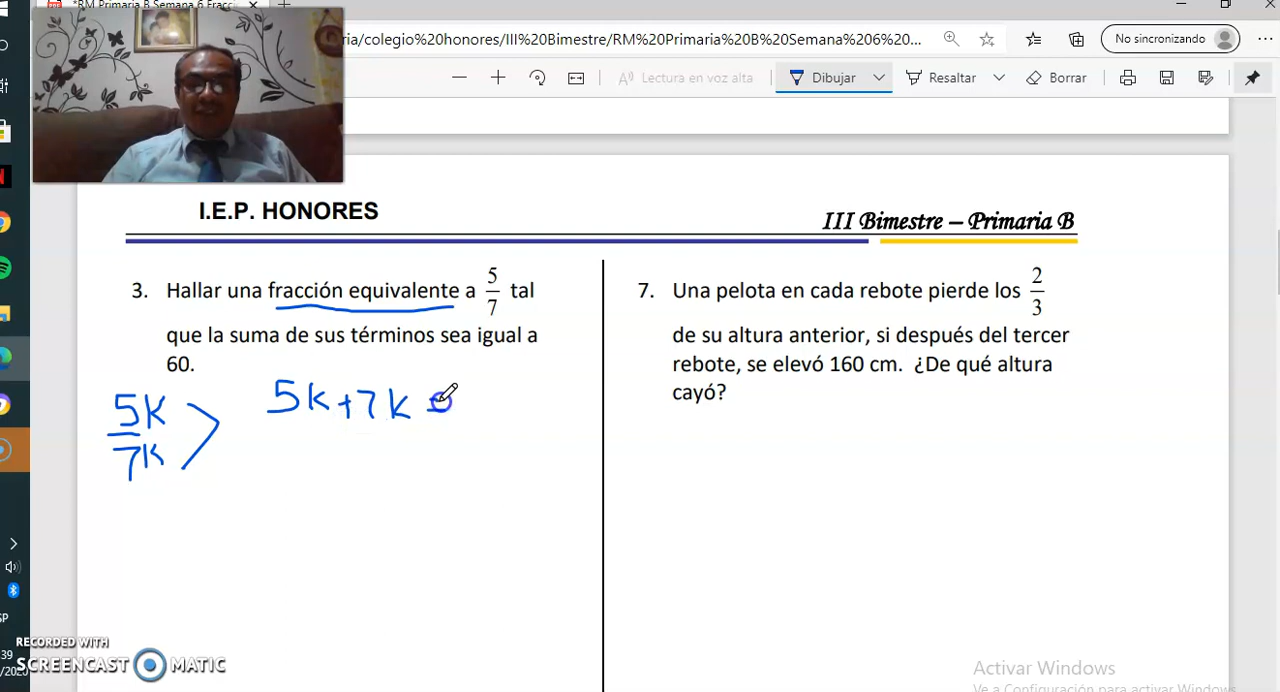 *RM Primaria B Semana 6 Fracci
ria/colegio%20honores/III%20Bimestre/RM%20Primaria%20B%20Semana%206%20...
No sincronizando
Lectura en voz alta
Dibujar
Resaltar
Borrar
I.E.P. HONORES
III Bimestre – Primaria B
3. Hallar una fracción equivalente a 5/7 tal
que la suma de sus términos sea igual a
60.
5K
7K
5K+7K =
7. Una pelota en cada rebote pierde los 2/3
de su altura anterior, si después del tercer
rebote, se elevó 160 cm. ¿De qué altura
cayó?
RECORDED WITH
SCREENCAST MATIC
Activar Windows
Ve a Configuración para activar Windows